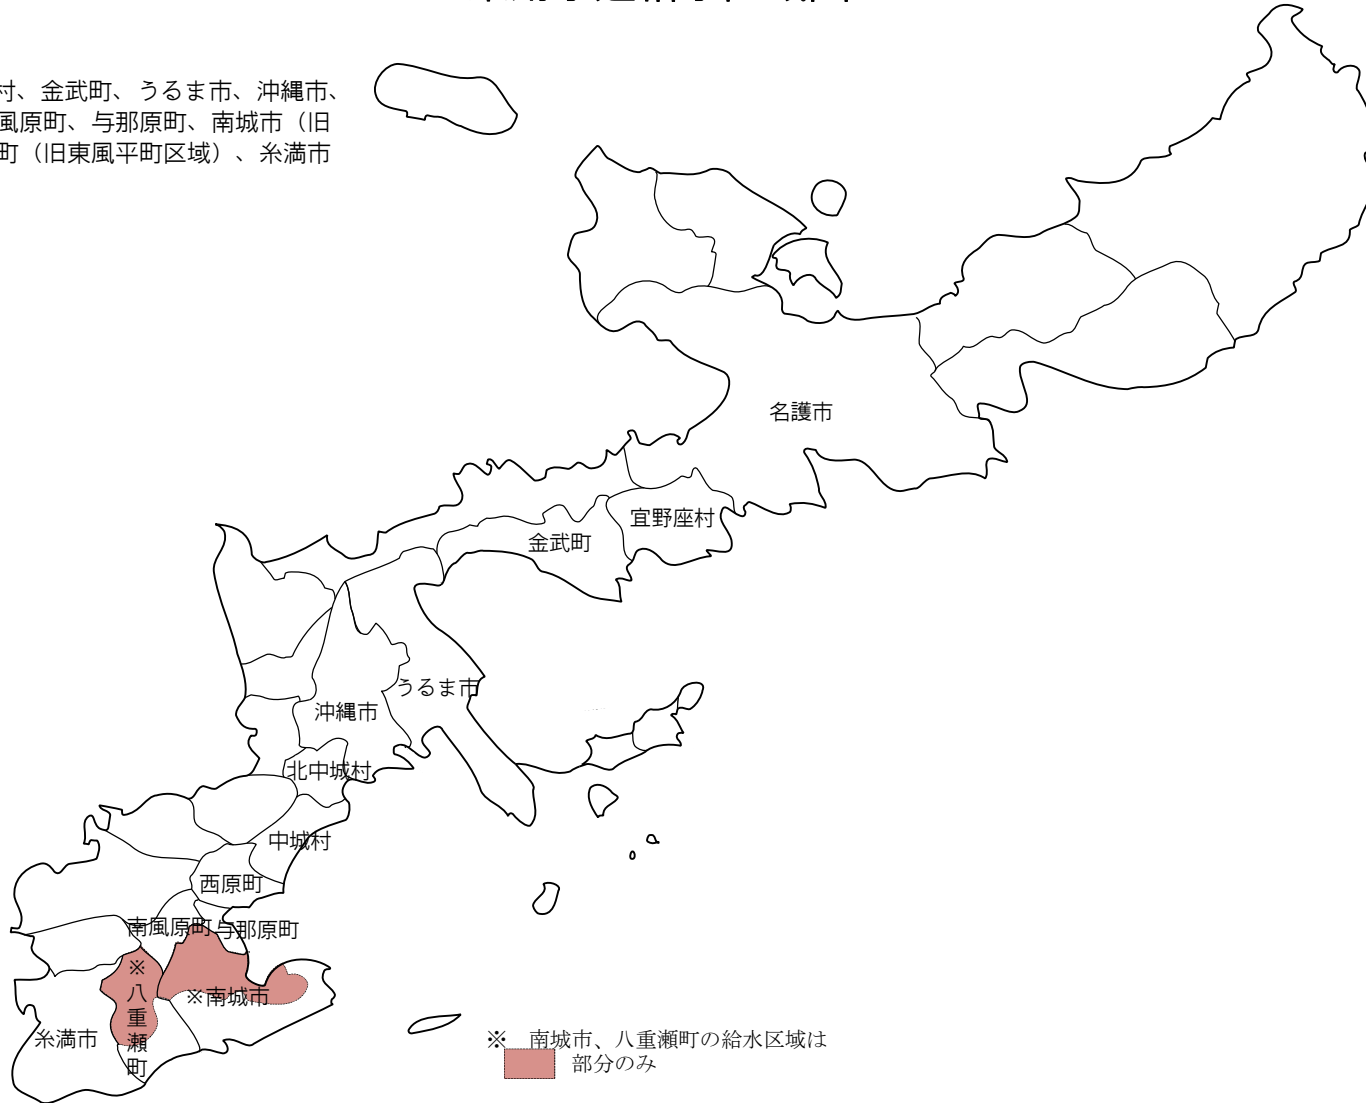 村、金武町、うるま市、沖縄市、
風原町、与那原町、南城市（旧
町（旧東風平町区域）、糸満市
名護市
宜野座村
金武町
うるま市
沖縄市
北中城村
中城村
西原町
南風原町
与那原町
※八重瀬町
※南城市
糸満市
※　南城市、八重瀬町の給水区域は
部分のみ